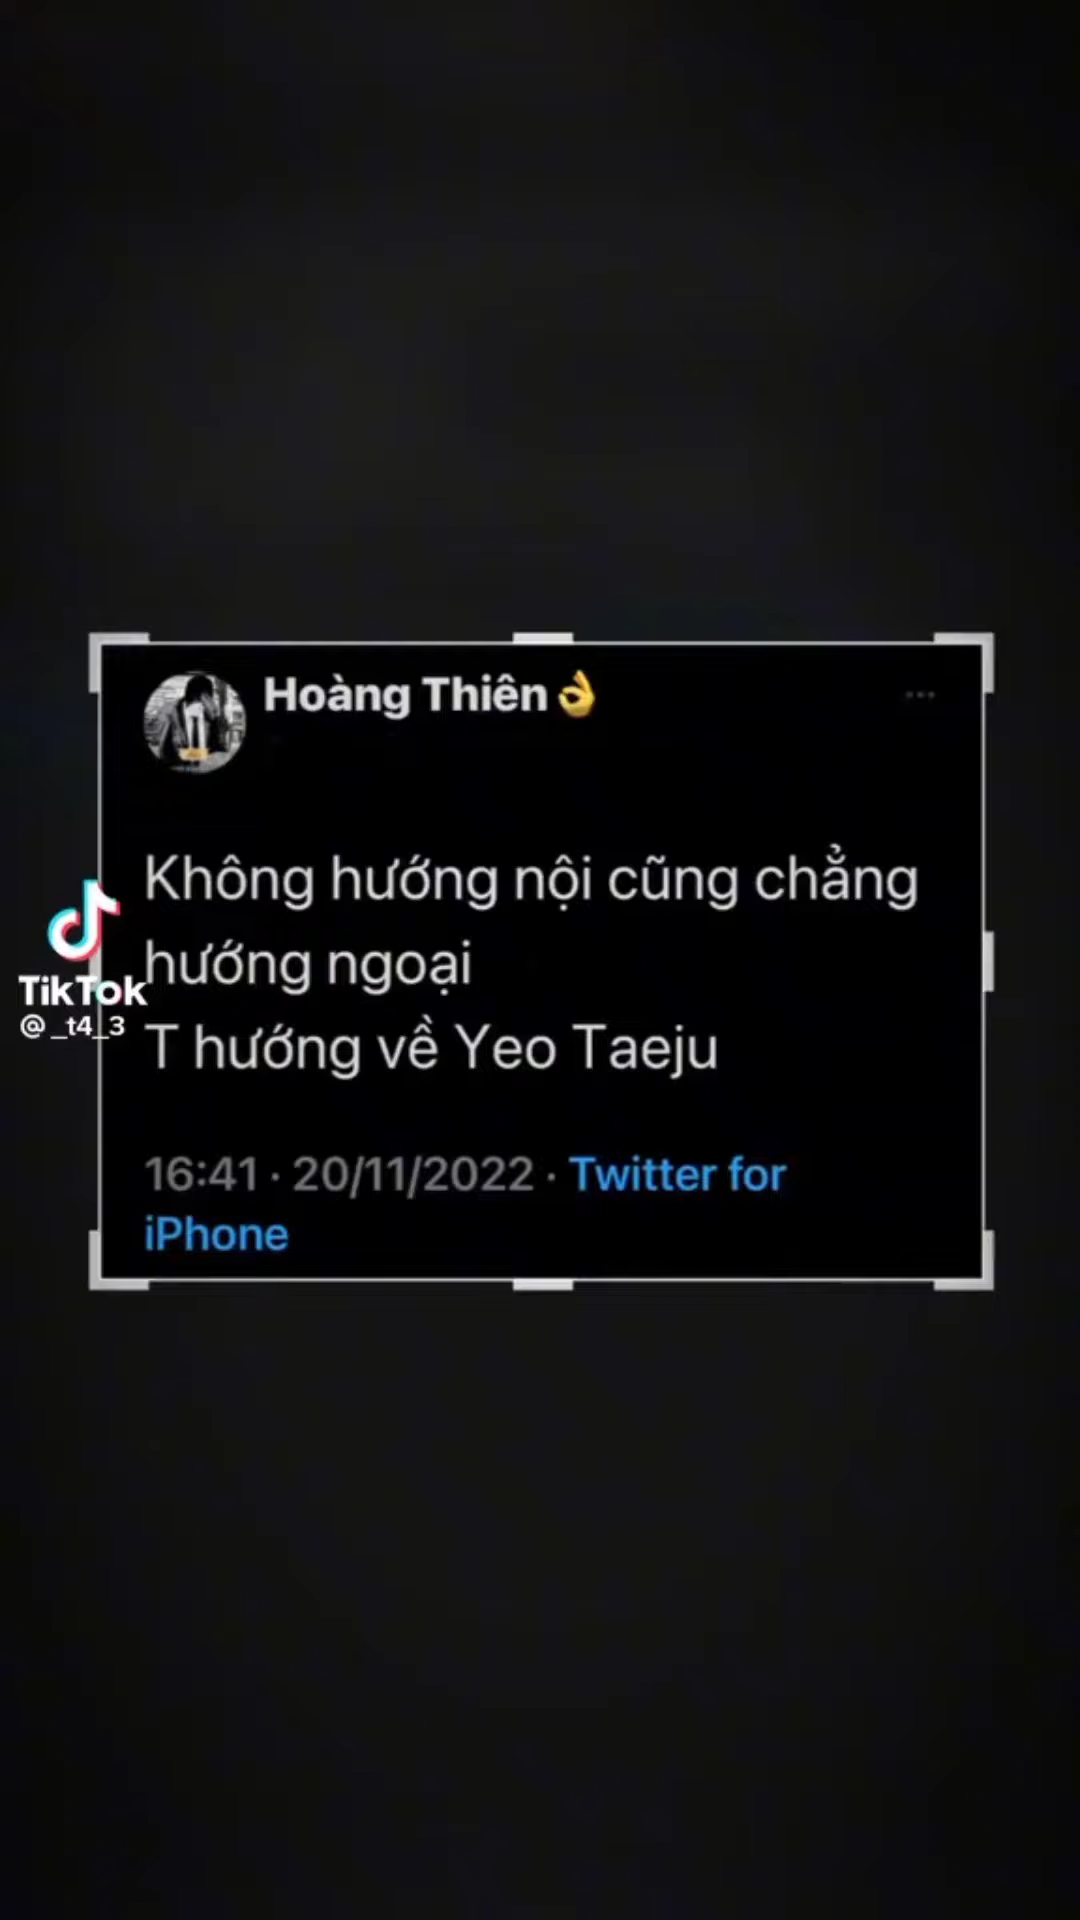 Hoàng Thiên👌
Không hướng nội cũng chẳng
hướng ngoại
T hướng về Yeo Taeju
16:41 · 20/11/2022 · Twitter for
iPhone
TikTok
@_t4_3